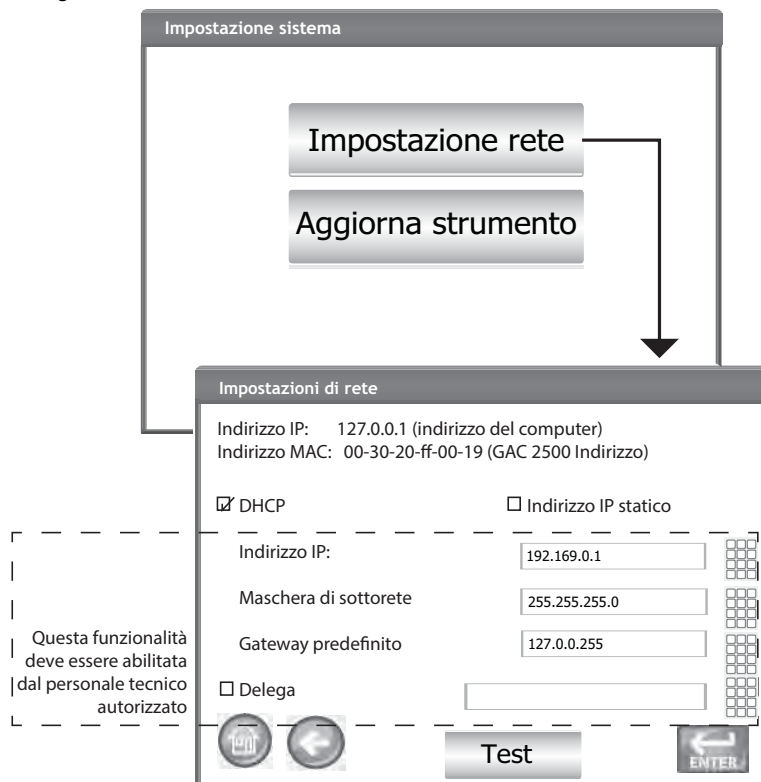 Impostazione sistema
Impostazione rete
Aggiorna strumento
Impostazioni di rete
Indirizzo IP: 127.0.0.1 (indirizzo del computer)
Indirizzo MAC: 00-30-20-ff-00-19 (GAC 2500 Indirizzo)
DHCP Indirizzo IP statico
Indirizzo IP: 192.169.0.1
Maschera di sottorete 255.255.255.0
Gateway predefinito 127.0.0.255
Questa funzionalità
deve essere abilitata
dal personale tecnico
autorizzato
Delega
Test
ENTER